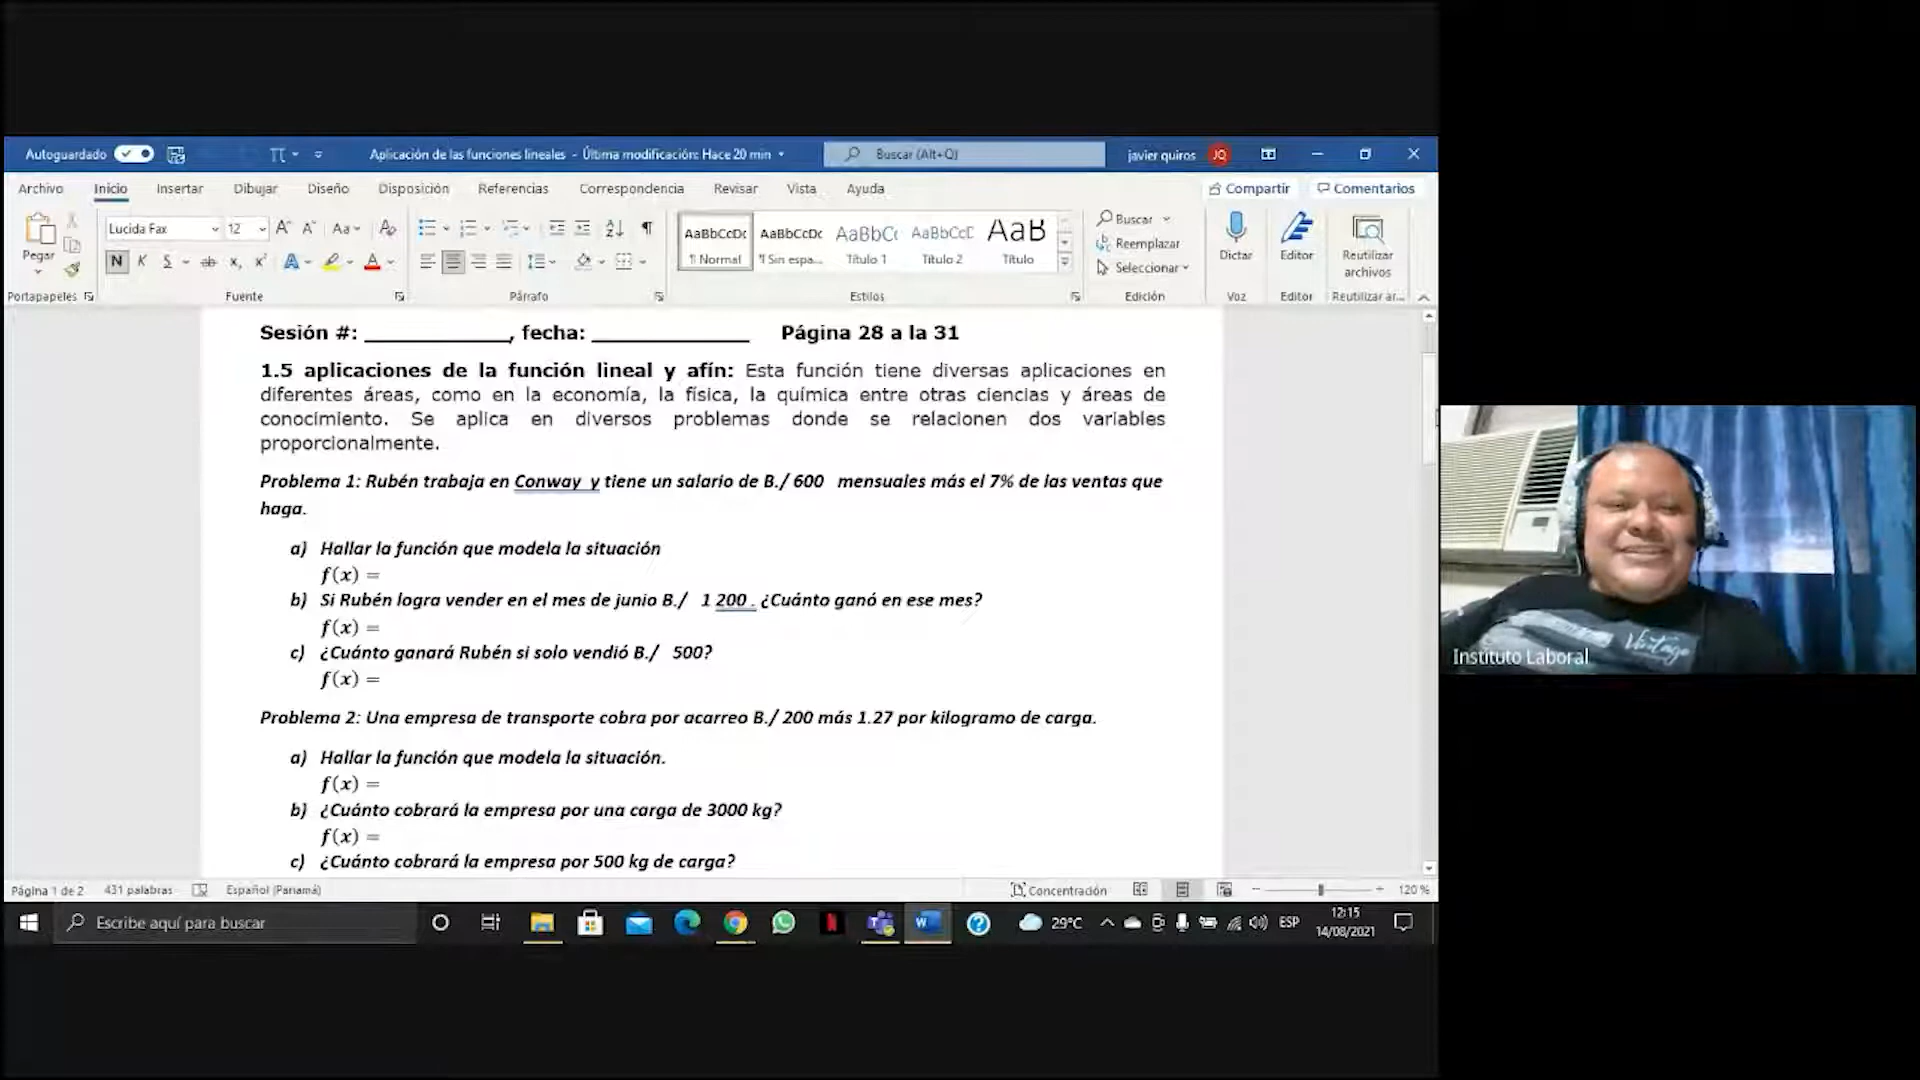 Autoguardado
Aplicación de las funciones lineales - Última modificación: Hace 20 min
Buscar (Alt+Q)
javier quiros
JQ
Archivo Inicio Insertar Dibujar Diseño Disposición Referencias Correspondencia Revisar Vista Ayuda
Compartir
Comentarios
Pegar
Lucida Fax
12
N K S ab x, x² A A
AaBbCcDc AaBbCcDc AaBbCc AaBbCcD AaB
¶ Normal ¶ Sin espa... Título 1 Título 2 Título
Buscar
Reemplazar
Seleccionar
Dictar
Editor
Reutilizar
archivos
Portapapeles
Fuente
Párrafo
Estilos
Edición
Voz
Editor
Reutilizar ar...
Sesión #: ____________, fecha: _____________ Página 28 a la 31
1.5 aplicaciones de la función lineal y afín: Esta función tiene diversas aplicaciones en
diferentes áreas, como en la economía, la física, la química entre otras ciencias y áreas de
conocimiento. Se aplica en diversos problemas donde se relacionen dos variables
proporcionalmente.
Problema 1: Rubén trabaja en Conway y tiene un salario de B./ 600 mensuales más el 7% de las ventas que
haga.
a) Hallar la función que modela la situación
f(x) =
b) Si Rubén logra vender en el mes de junio B./ 1 200 . ¿Cuánto ganó en ese mes?
f(x) =
c) ¿Cuánto ganará Rubén si solo vendió B./ 500?
f(x) =
Problema 2: Una empresa de transporte cobra por acarreo B./ 200 más 1.27 por kilogramo de carga.
a) Hallar la función que modela la situación.
f(x) =
b) ¿Cuánto cobrará la empresa por una carga de 3000 kg?
f(x) =
c) ¿Cuánto cobrará la empresa por 500 kg de carga?
Página 1 de 2 431 palabras Español (Panamá)
Concentración
120 %
Escribe aquí para buscar
29°C
ESP
12:15
14/08/2021
Vintage
Instituto Laboral